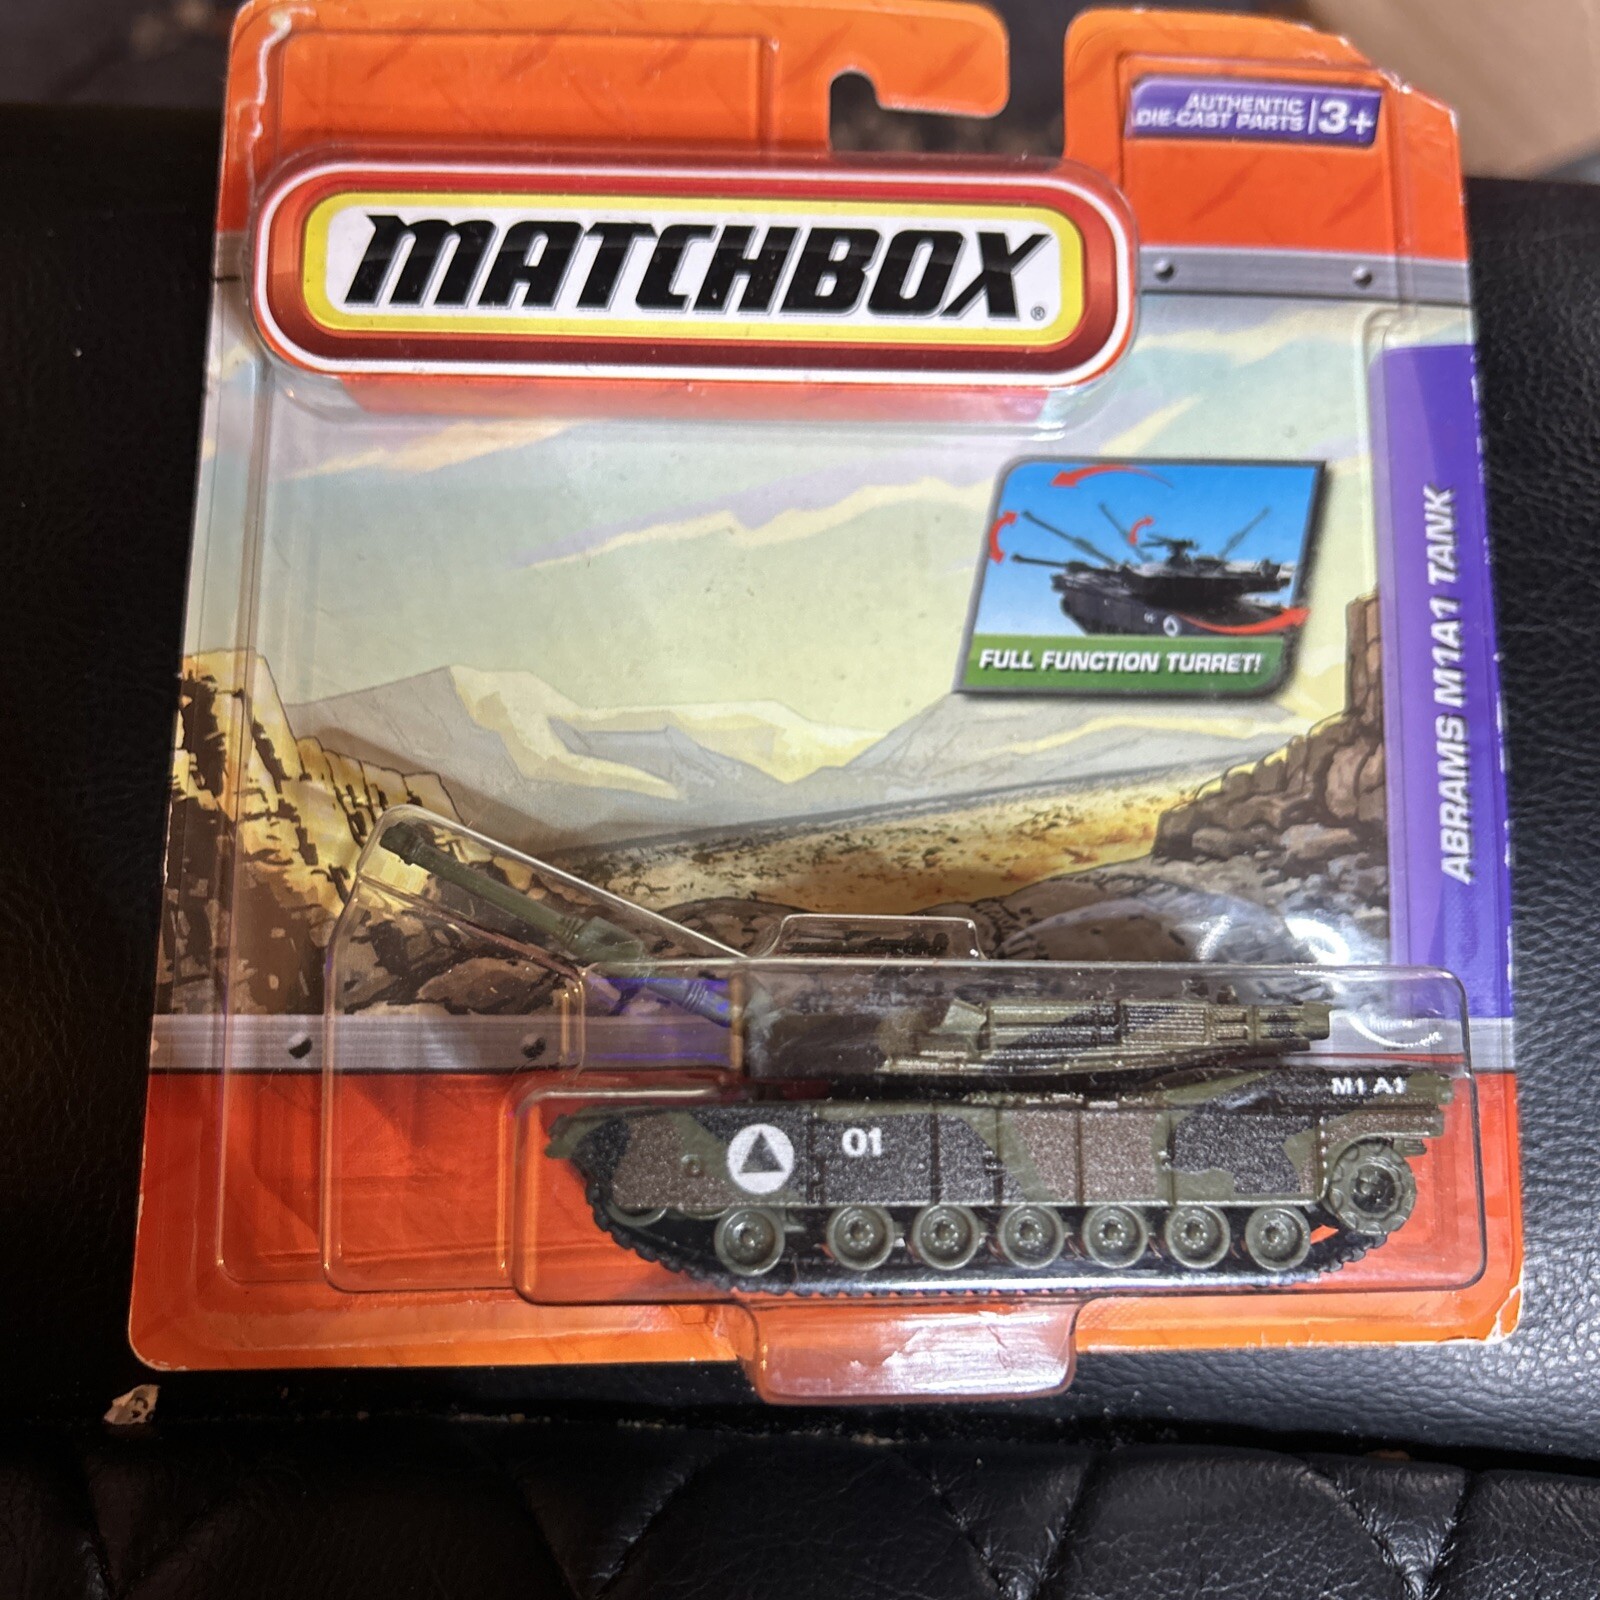 AUTHENTIC
DIE-CAST PARTS 3+
MATCHBOX®
FULL FUNCTION TURRET!
ABRAMS M1A1 TANK
M1 A1
01